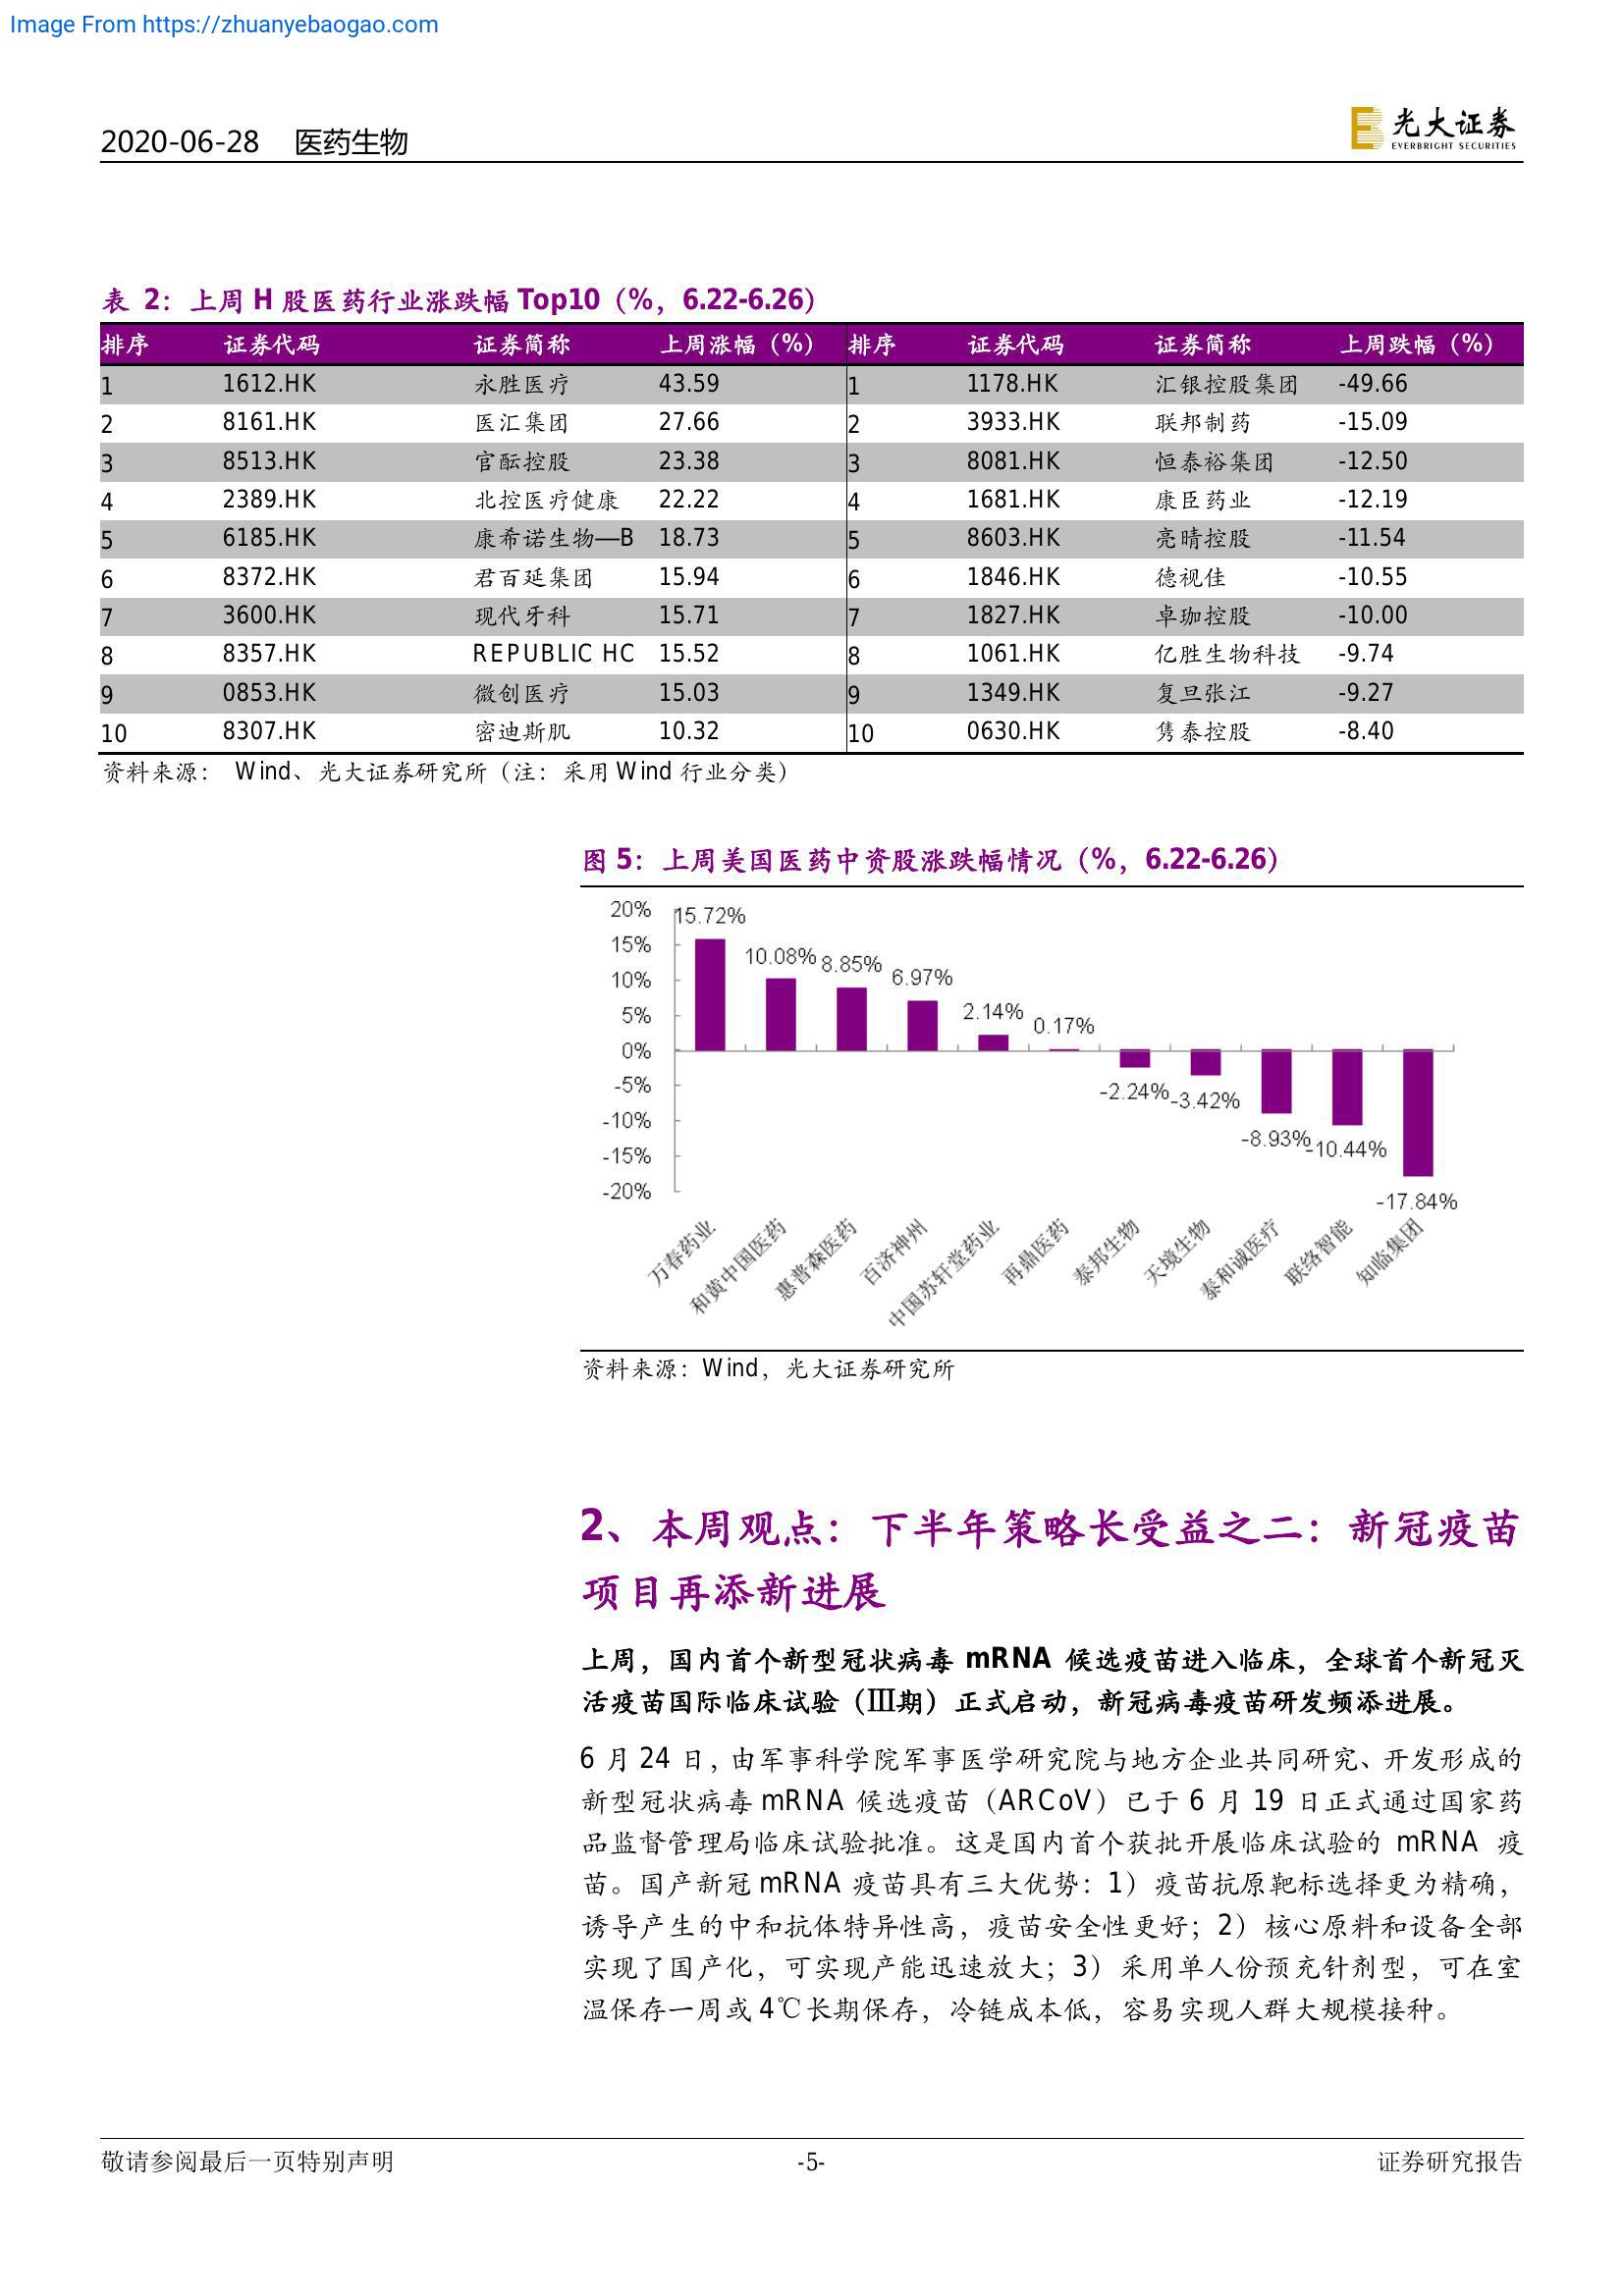 Image From https://zhuanyebaogao.com
2020-06-28 医药生物
光大证券
EVERBRIGHT SECURITIES
表 2：上周 H 股医药行业涨跌幅 Top10（%，6.22-6.26）
排序 证券代码 证券简称 上周涨幅（%） 排序 证券代码 证券简称 上周跌幅（%）
1 1612.HK 永胜医疗 43.59 1 1178.HK 汇银控股集团 -49.66
2 8161.HK 医汇集团 27.66 2 3933.HK 联邦制药 -15.09
3 8513.HK 官酝控股 23.38 3 8081.HK 恒泰裕集团 -12.50
4 2389.HK 北控医疗健康 22.22 4 1681.HK 康臣药业 -12.19
5 6185.HK 康希诺生物—B 18.73 5 8603.HK 亮晴控股 -11.54
6 8372.HK 君百延集团 15.94 6 1846.HK 德视佳 -10.55
7 3600.HK 现代牙科 15.71 7 1827.HK 卓珈控股 -10.00
8 8357.HK REPUBLIC HC 15.52 8 1061.HK 亿胜生物科技 -9.74
9 0853.HK 微创医疗 15.03 9 1349.HK 复旦张江 -9.27
10 8307.HK 密迪斯肌 10.32 10 0630.HK 隽泰控股 -8.40
资料来源： Wind、光大证券研究所（注：采用 Wind 行业分类）
图 5：上周美国医药中资股涨跌幅情况（%，6.22-6.26）
20%
15%
10%
5%
0%
-5%
-10%
-15%
-20%
15.72%
10.08%
8.85%
6.97%
2.14%
0.17%
-2.24%
-3.42%
-8.93%
-10.44%
-17.84%
万春药业
和黄中国医药
惠普森医药
百济神州
中国苏轩堂药业
再鼎医药
泰邦生物
天境生物
泰和诚医疗
联络智能
知临集团
资料来源：Wind，光大证券研究所
2、本周观点：下半年策略长受益之二：新冠疫苗
项目再添新进展
上周，国内首个新型冠状病毒 mRNA 候选疫苗进入临床，全球首个新冠灭
活疫苗国际临床试验（Ⅲ期）正式启动，新冠病毒疫苗研发频添进展。
6 月 24 日，由军事科学院军事医学研究院与地方企业共同研究、开发形成的
新型冠状病毒 mRNA 候选疫苗（ARCoV）已于 6 月 19 日正式通过国家药
品监督管理局临床试验批准。这是国内首个获批开展临床试验的 mRNA 疫
苗。国产新冠 mRNA 疫苗具有三大优势：1）疫苗抗原靶标选择更为精确，
诱导产生的中和抗体特异性高，疫苗安全性更好；2）核心原料和设备全部
实现了国产化，可实现产能迅速放大；3）采用单人份预充针剂型，可在室
温保存一周或 4℃长期保存，冷链成本低，容易实现人群大规模接种。
敬请参阅最后一页特别声明 -5- 证券研究报告